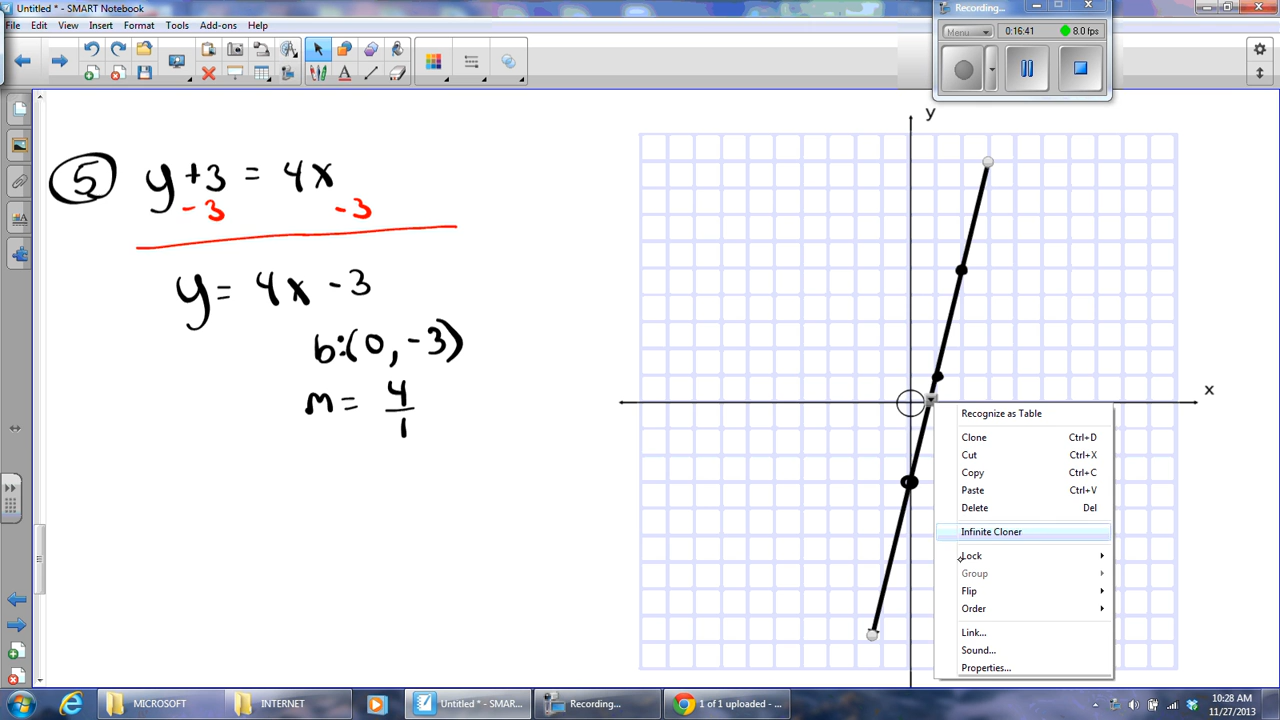 Untitled * - SMART Notebook
File Edit View Insert Format Tools Add-ons Help
Recording...
Menu 0:16:41 8.0 fps
y
x
5 y + 3 = 4x
- 3 - 3
y = 4x - 3
b:(0, -3)
m = 4/1
Recognize as Table
Clone Ctrl+D
Cut Ctrl+X
Copy Ctrl+C
Paste Ctrl+V
Delete Del
Infinite Cloner
Lock
Group
Flip
Order
Link...
Sound...
Properties...
MICROSOFT INTERNET Untitled * - SMAR... Recording... 1 of 1 uploaded - ...
10:28 AM
11/27/2013